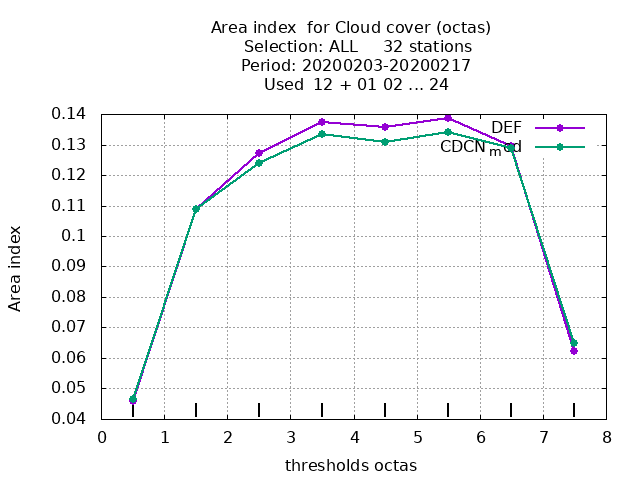 Area index  for Cloud cover (octas)
Selection: ALL     32 stations
Period: 20200203-20200217
Used  12 + 01 02 ... 24
0.14
0.13
0.12
0.11
0.1
0.09
0.08
0.07
0.06
0.05
0.04
Area index
DEF
CDCNmed
0 1 2 3 4 5 6 7 8
thresholds octas